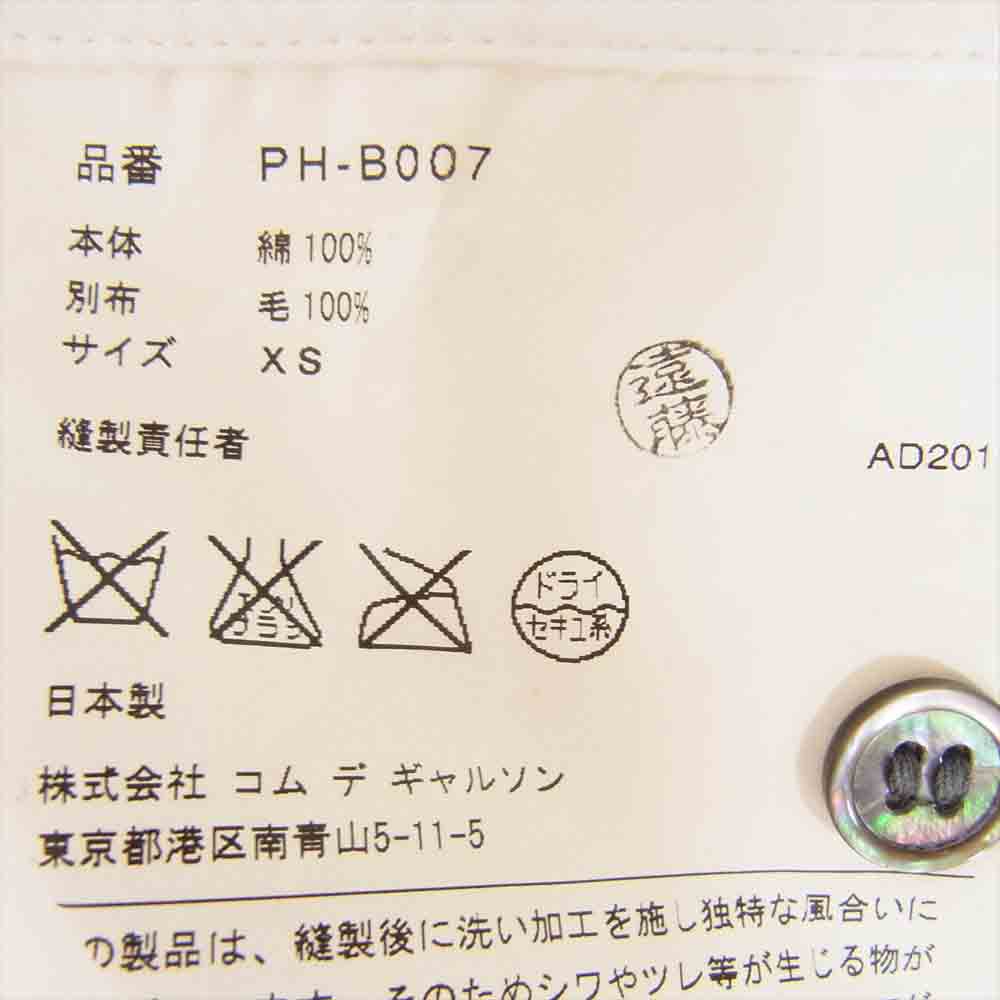 品番 PH-B007
本体 綿 100%
別布 毛 100%
サイズ XS
遠藤
縫製責任者
AD201
ドライ
セキユ系
日本製
株式会社 コム デ ギャルソン
東京都港区南青山5-11-5
の製品は、縫製後に洗い加工を施し独特な風合いに
そのためシワやツレ等が生じる物が